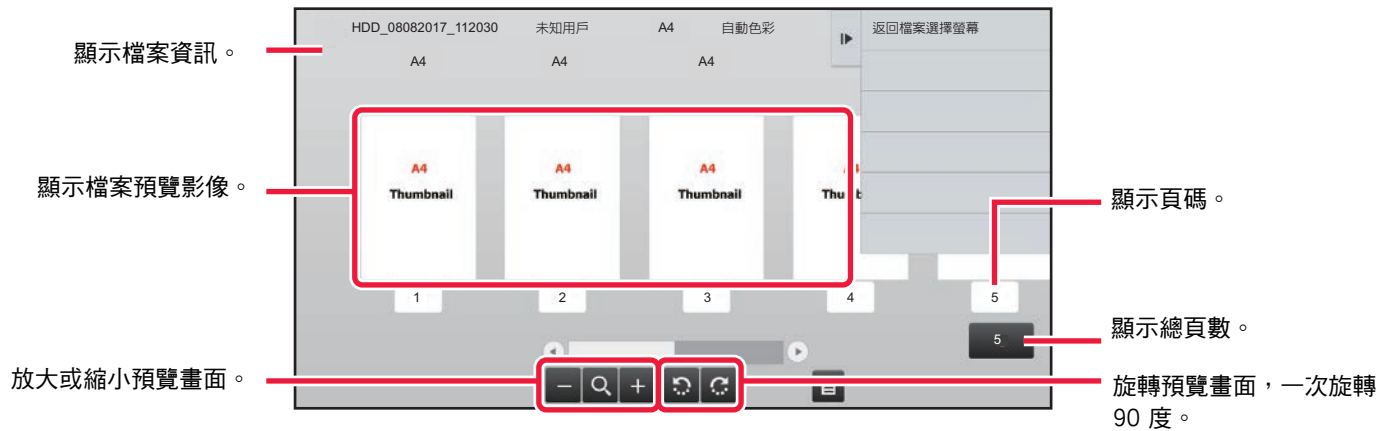 HDD_08082017_112030 未知用戶 A4 自動色彩 返回檔案選擇螢幕
顯示檔案資訊。
A4 A4 A4
A4 A4 A4
Thumbnail Thumbnail Thumbnail
顯示檔案預覽影像。
顯示頁碼。
1 2 3 4 5
顯示總頁數。
5
放大或縮小預覽畫面。
旋轉預覽畫面，一次旋轉
90 度。